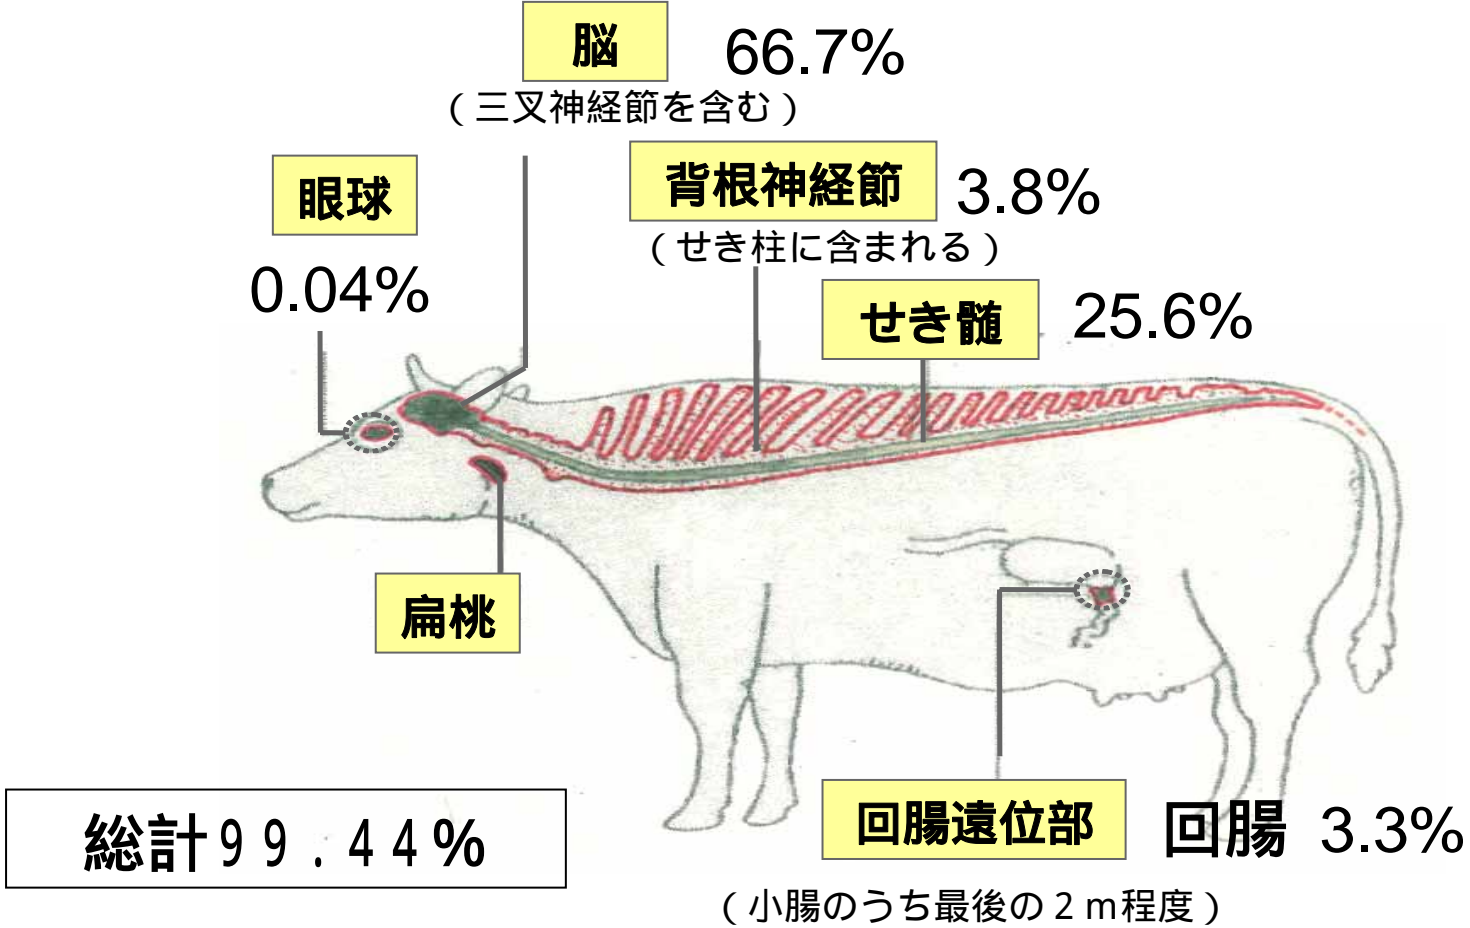 脳 66.7%
（三叉神経節を含む）
眼球
0.04%
背根神経節 3.8%
（せき柱に含まれる）
せき髄 25.6%
扁桃
回腸遠位部 回腸 3.3%
（小腸のうち最後の２ｍ程度）
総計９９．４４%